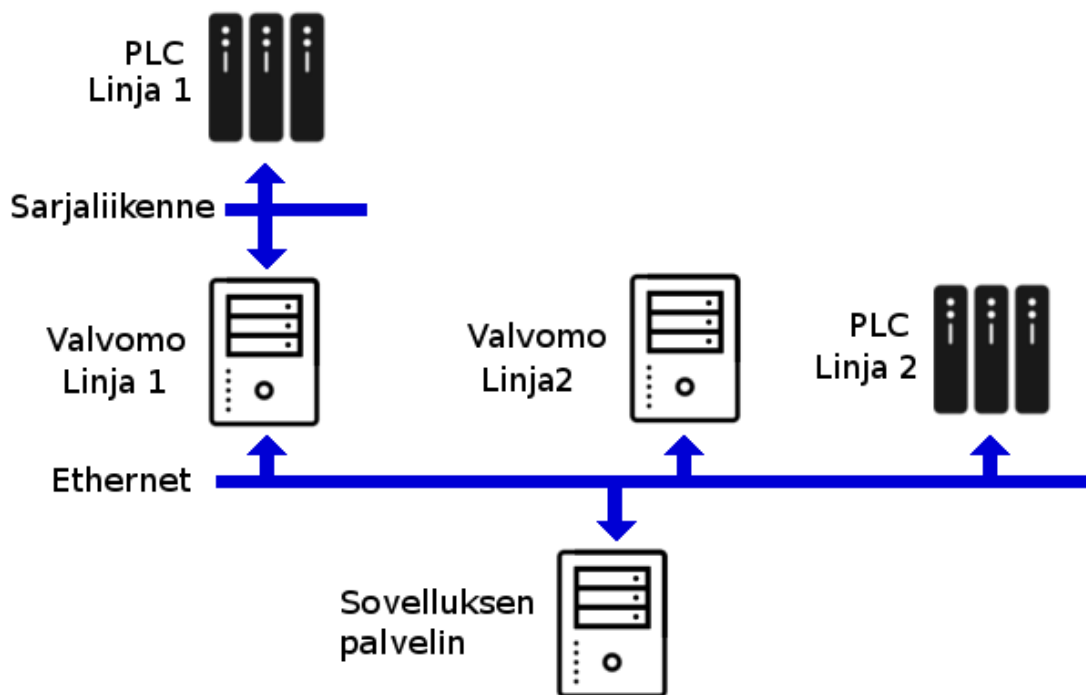 PLC
Linja 1
Sarjaliikenne
Valvomo
Linja 1
Valvomo
Linja2
PLC
Linja 2
Ethernet
Sovelluksen
palvelin